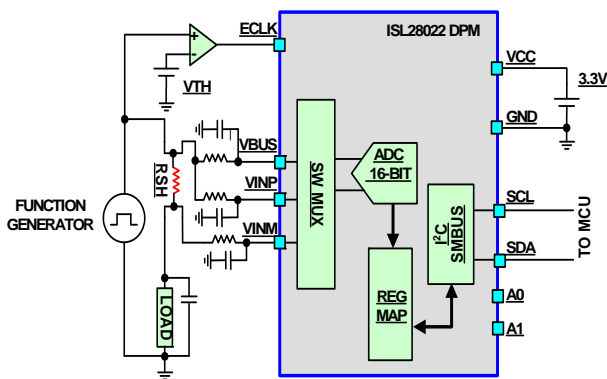 ECLK
ISL28022 DPM
VCC
3.3V
VTH
GND
VBUS
ADC
16-BIT
SW MUX
RSH
VINP
FUNCTION
GENERATOR
SCL
I²C
SMBUS
TO MCU
VINM
SDA
LOAD
REG
MAP
A0
A1